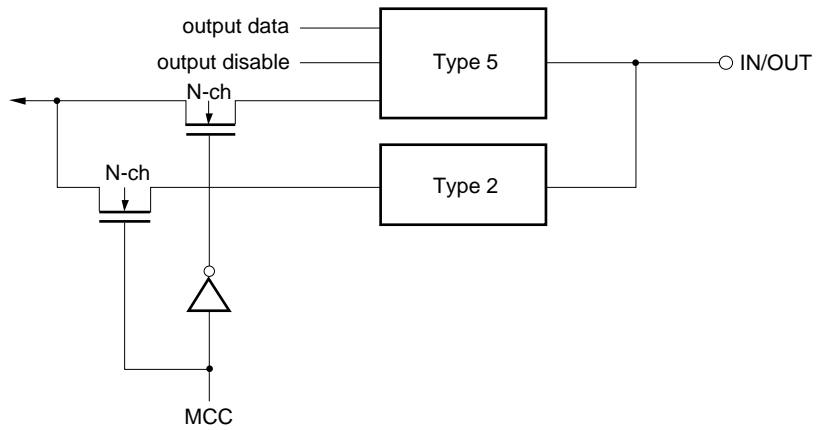 output data
output disable
Type 5
IN/OUT
N-ch
N-ch
Type 2
MCC